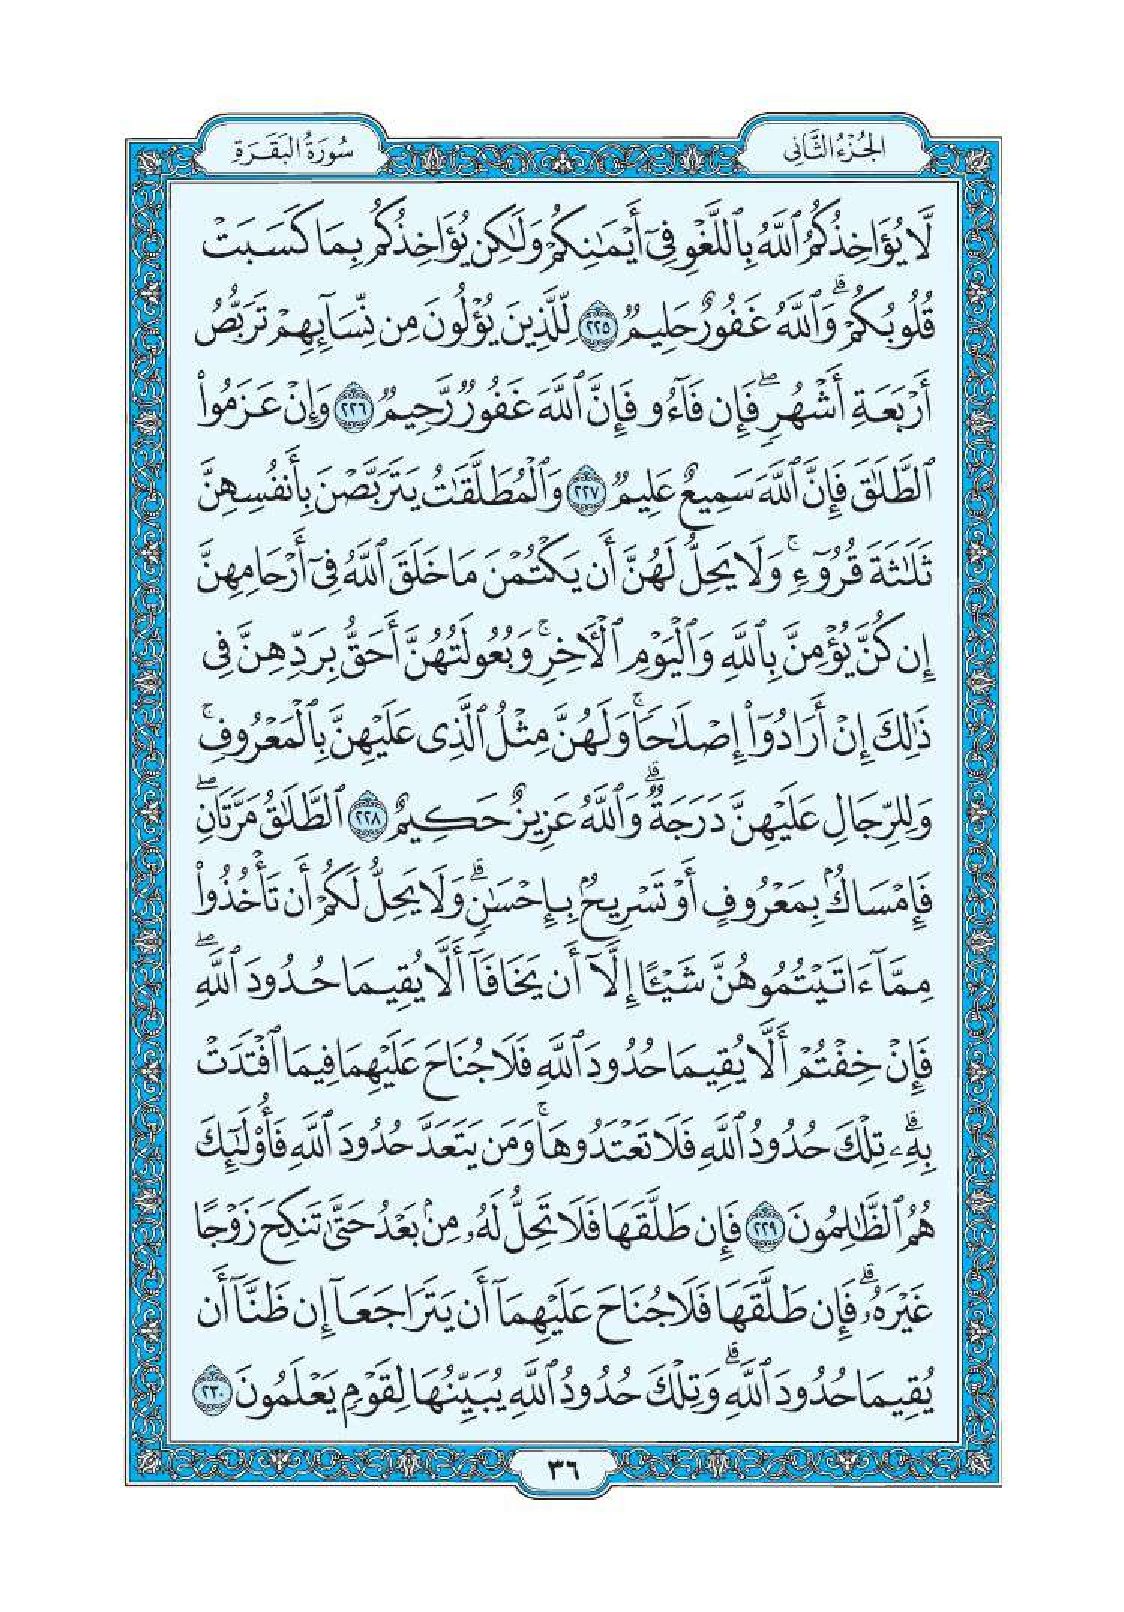 الجُزْءُ الثَّانِى
سُورَةُ البَقَرَةِ
لَّا يُؤَاخِذُكُمُ ٱللَّهُ بِٱللَّغْوِ فِىٓ أَيْمَٰنِكُمْ وَلَٰكِن يُؤَاخِذُكُم بِمَا كَسَبَتْ
قُلُوبُكُمْ ۗ وَٱللَّهُ غَفُورٌ حَلِيمٌ ٢٢٥ لِّلَّذِينَ يُؤْلُونَ مِن نِّسَآئِهِمْ تَرَبُّصُ
أَرْبَعَةِ أَشْهُرٍ ۖ فَإِن فَآءُو فَإِنَّ ٱللَّهَ غَفُورٌ رَّحِيمٌ ٢٢٦ وَإِنْ عَزَمُوا۟
ٱلطَّلَٰقَ فَإِنَّ ٱللَّهَ سَمِيعٌ عَلِيمٌ ٢٢٧ وَٱلْمُطَلَّقَٰتُ يَتَرَبَّصْنَ بِأَنفُسِهِنَّ
ثَلَٰثَةَ قُرُوٓءٍ ۚ وَلَا يَحِلُّ لَهُنَّ أَن يَكْتُمْنَ مَا خَلَقَ ٱللَّهُ فِىٓ أَرْحَامِهِنَّ
إِن كُنَّ يُؤْمِنَّ بِٱللَّهِ وَٱلْيَوْمِ ٱلْءَاخِرِ ۚ وَبُعُولَتُهُنَّ أَحَقُّ بِرَدِّهِنَّ فِى
ذَٰلِكَ إِنْ أَرَادُوٓا۟ إِصْلَٰحًا ۚ وَلَهُنَّ مِثْلُ ٱلَّذِى عَلَيْهِنَّ بِٱلْمَعْرُوفِ ۚ
وَلِلرِّجَالِ عَلَيْهِنَّ دَرَجَةٌ ۗ وَٱللَّهُ عَزِيزٌ حَكِيمٌ ٢٢٨ ٱلطَّلَٰقُ مَرَّتَانِ ۖ
فَإِمْسَاكٌۢ بِمَعْرُوفٍ أَوْ تَسْرِيحٌۢ بِإِحْسَٰنٍ ۗ وَلَا يَحِلُّ لَكُمْ أَن تَأْخُذُوا۟
مِمَّآ ءَاتَيْتُمُوهُنَّ شَيْـًٔا إِلَّآ أَن يَخَافَآ أَلَّا يُقِيمَا حُدُودَ ٱللَّهِ ۖ
فَإِنْ خِفْتُمْ أَلَّا يُقِيمَا حُدُودَ ٱللَّهِ فَلَا جُنَاحَ عَلَيْهِمَا فِيمَا ٱفْتَدَتْ
بِهِۦ ۗ تِلْكَ حُدُودُ ٱللَّهِ فَلَا تَعْتَدُوهَا ۚ وَمَن يَتَعَدَّ حُدُودَ ٱللَّهِ فَأُو۟لَٰٓئِكَ
هُمُ ٱلظَّٰلِمُونَ ٢٢٩ فَإِن طَلَّقَهَا فَلَا تَحِلُّ لَهُۥ مِنۢ بَعْدُ حَتَّىٰ تَنكِحَ زَوْجًا
غَيْرَهُۥ ۗ فَإِن طَلَّقَهَا فَلَا جُنَاحَ عَلَيْهِمَآ أَن يَتَرَاجَعَآ إِن ظَنَّآ أَن
يُقِيمَا حُدُودَ ٱللَّهِ ۗ وَتِلْكَ حُدُودُ ٱللَّهِ يُبَيِّنُهَا لِقَوْمٍ يَعْلَمُونَ ٢٣٠
٣٦